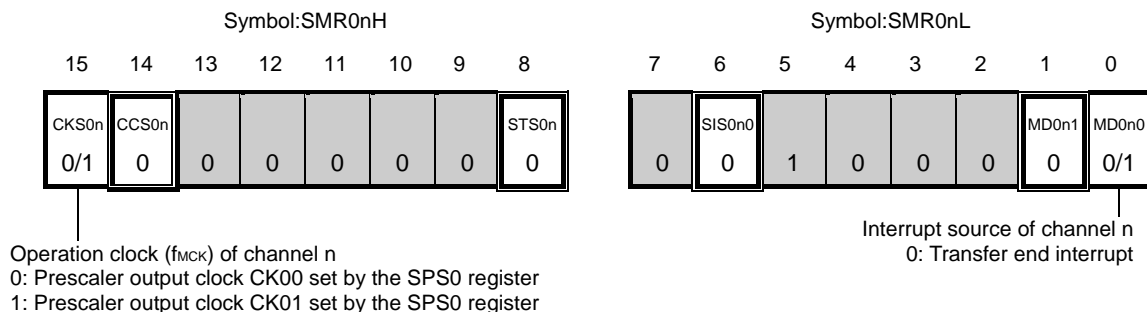 Symbol:SMR0nH
Symbol:SMR0nL
15 14 13 12 11 10 9 8
7 6 5 4 3 2 1 0
CKS0n CCS0n STS0n
SIS0n0 MD0n1 MD0n0
0/1 0 0 0 0 0 0 0
0 0 1 0 0 0 0 0/1
Operation clock (fMCK) of channel n
0: Prescaler output clock CK00 set by the SPS0 register
1: Prescaler output clock CK01 set by the SPS0 register
Interrupt source of channel n
0: Transfer end interrupt